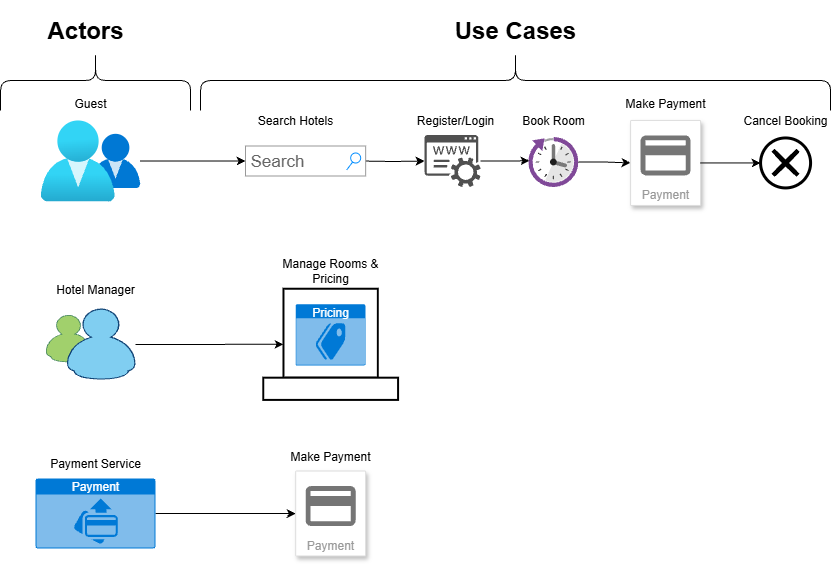 Actors
Use Cases
Guest
Search Hotels
Search
Register/Login
WWW
Book Room
Make Payment
Payment
Cancel Booking
Hotel Manager
Manage Rooms &
Pricing
Pricing
Payment Service
Payment
Make Payment
Payment